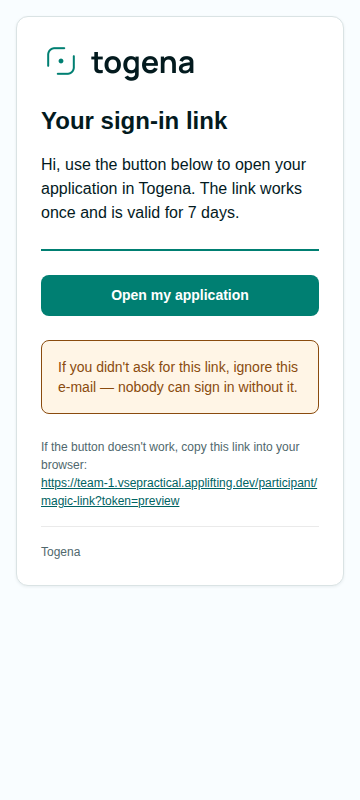 togena
Your sign-in link
Hi, use the button below to open your
application in Togena. The link works
once and is valid for 7 days.
Open my application
If you didn't ask for this link, ignore this
e-mail — nobody can sign in without it.
If the button doesn't work, copy this link into your
browser:
https://team-1.vsepractical.applifting.dev/participant/
magic-link?token=preview
Togena